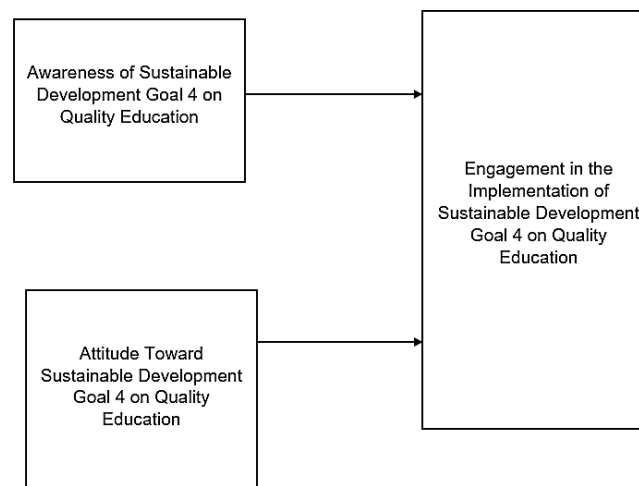 Awareness of Sustainable
Development Goal 4 on
Quality Education
Engagement in the
Implementation of
Sustainable Development
Goal 4 on Quality
Education
Attitude Toward
Sustainable Development
Goal 4 on Quality
Education